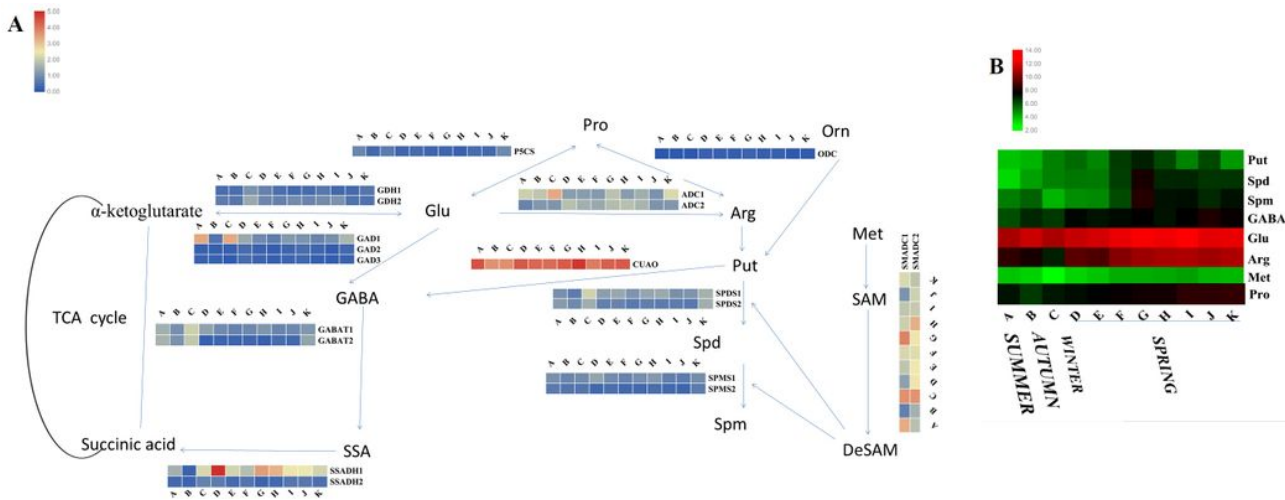 A
5.00
4.00
3.00
2.00
1.00
0.00
A B C D E F G H I J K
P5CS
Pro
A B C D E F G H I J K
ODC
Orn
A B C D E F G H I J K
GDH1
GDH2
α-ketoglutarate
Glu
A B C D E F G H I J K
ADC1
ADC2
Arg
A B C D E F G H I J K
GAD1
GAD2
GAD3
A B C D E F G H I J K
CUAO
Put
Met
SMADC1
SMADC2
GABA
SPDS1
SPDS2
A B C D E F G H I J K
SAM
TCA cycle
A B C D E F G H I J K
GABAT1
GABAT2
Spd
A B C D E F G H I J K
SPMS1
SPMS2
Spm
Succinic acid
SSA
DeSAM
SSADH1
SSADH2
A B C D E F G H I J K
B
14.00
12.00
10.00
8.00
6.00
4.00
2.00
Put
Spd
Spm
GABA
Glu
Arg
Met
Pro
A B C D E F G H I J K
SUMMER
AUTUMN
WINTER
SPRING